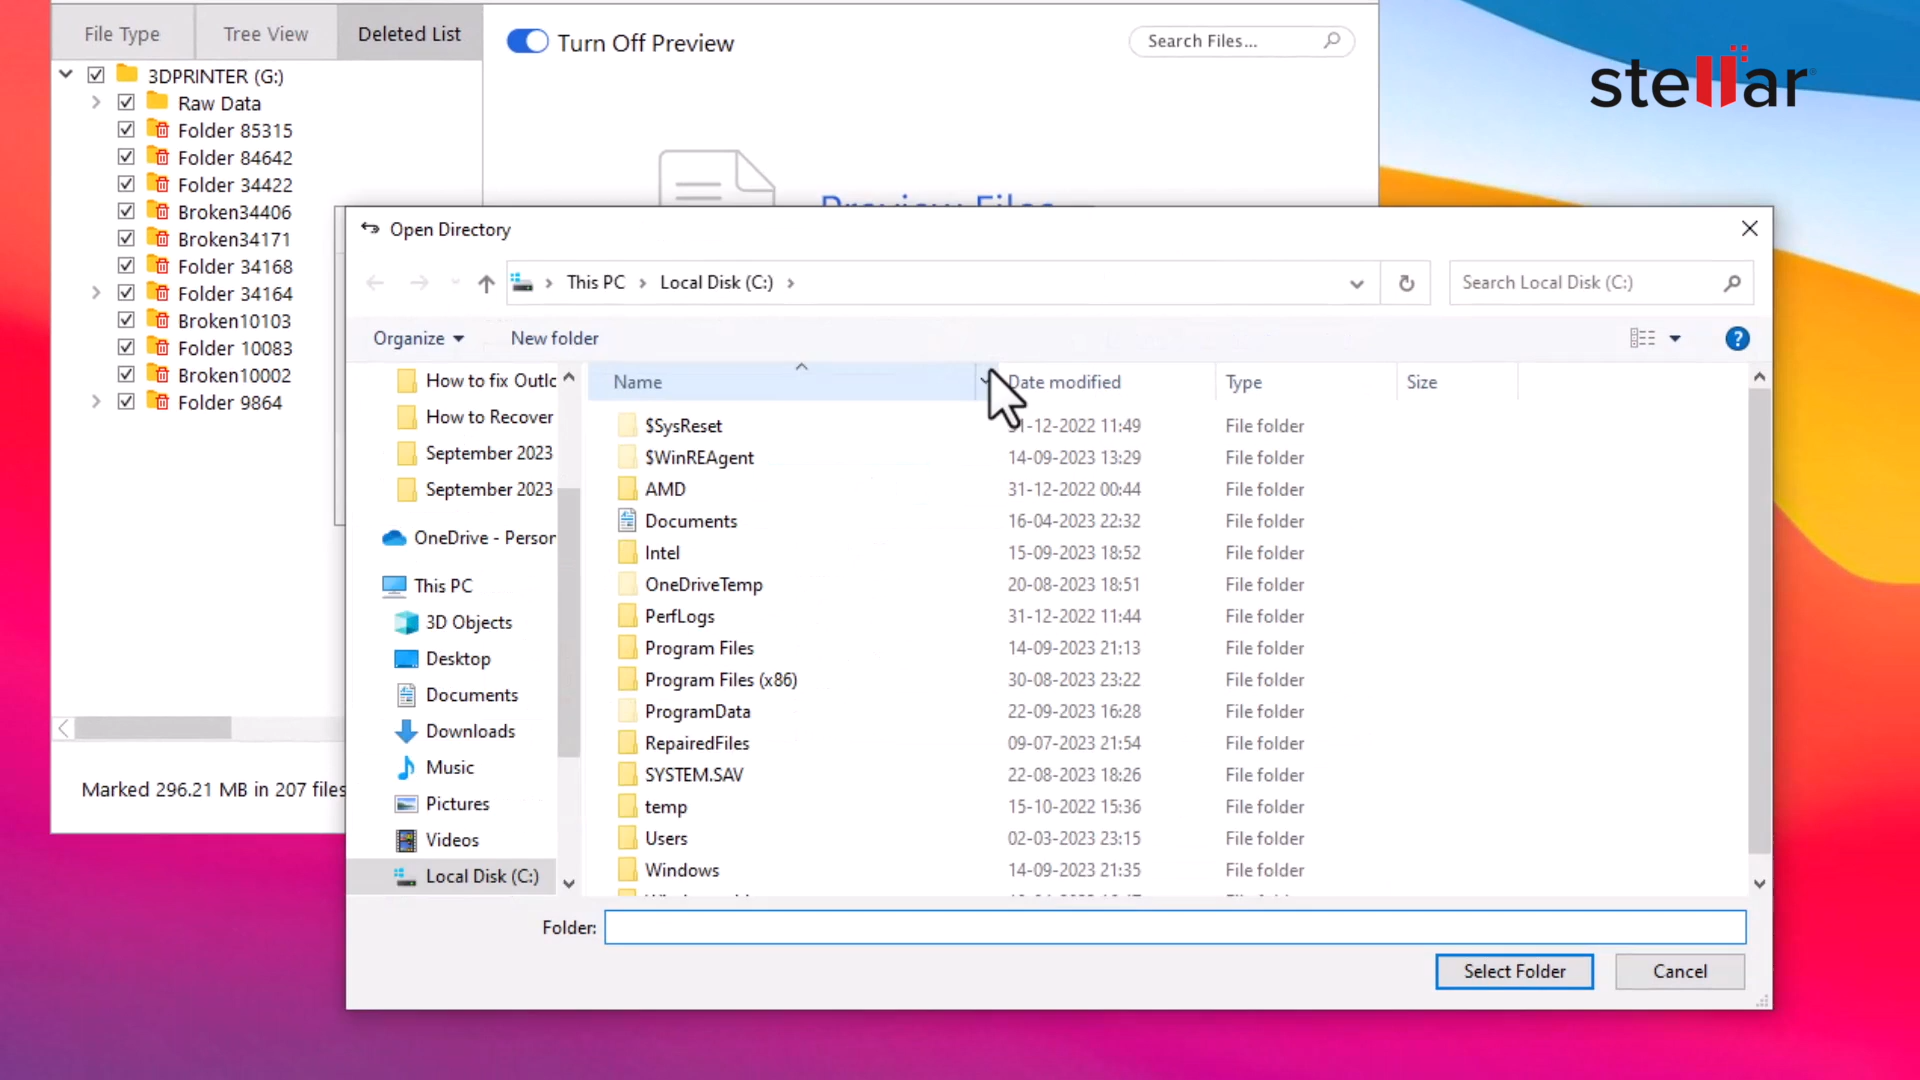 File Type Tree View Deleted List
Turn Off Preview
Search Files...
stellar
3DPRINTER (G:)
Raw Data
Folder 85315
Folder 84642
Folder 34422
Broken34406
Broken34171
Folder 34168
Folder 34164
Broken10103
Folder 10083
Broken10002
Folder 9864
Marked 296.21 MB in 207 files
Preview Files
Open Directory
This PC > Local Disk (C:) >
Search Local Disk (C:)
Organize New folder
?
How to fix Outlo
How to Recover
September 2023
September 2023
OneDrive - Person
This PC
3D Objects
Desktop
Documents
Downloads
Music
Pictures
Videos
Local Disk (C:)
Name Date modified Type Size
$SysReset 31-12-2022 11:49 File folder
$WinREAgent 14-09-2023 13:29 File folder
AMD 31-12-2022 00:44 File folder
Documents 16-04-2023 22:32 File folder
Intel 15-09-2023 18:52 File folder
OneDriveTemp 20-08-2023 18:51 File folder
PerfLogs 31-12-2022 11:44 File folder
Program Files 14-09-2023 21:13 File folder
Program Files (x86) 30-08-2023 23:22 File folder
ProgramData 22-09-2023 16:28 File folder
RepairedFiles 09-07-2023 21:54 File folder
SYSTEM.SAV 22-08-2023 18:26 File folder
temp 15-10-2022 15:36 File folder
Users 02-03-2023 23:15 File folder
Windows 14-09-2023 21:35 File folder
Folder:
Select Folder Cancel